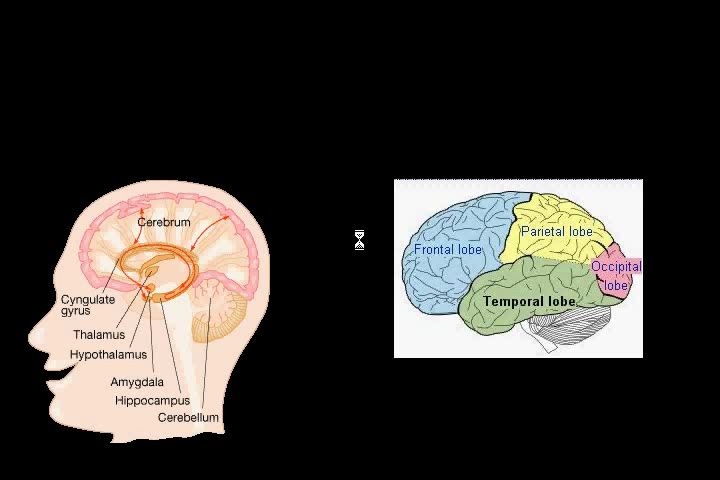 Cerebrum
Cyngulate
gyrus
Thalamus
Hypothalamus
Amygdala
Hippocampus
Cerebellum
Frontal lobe
Parietal lobe
Occipital
lobe
Temporal lobe